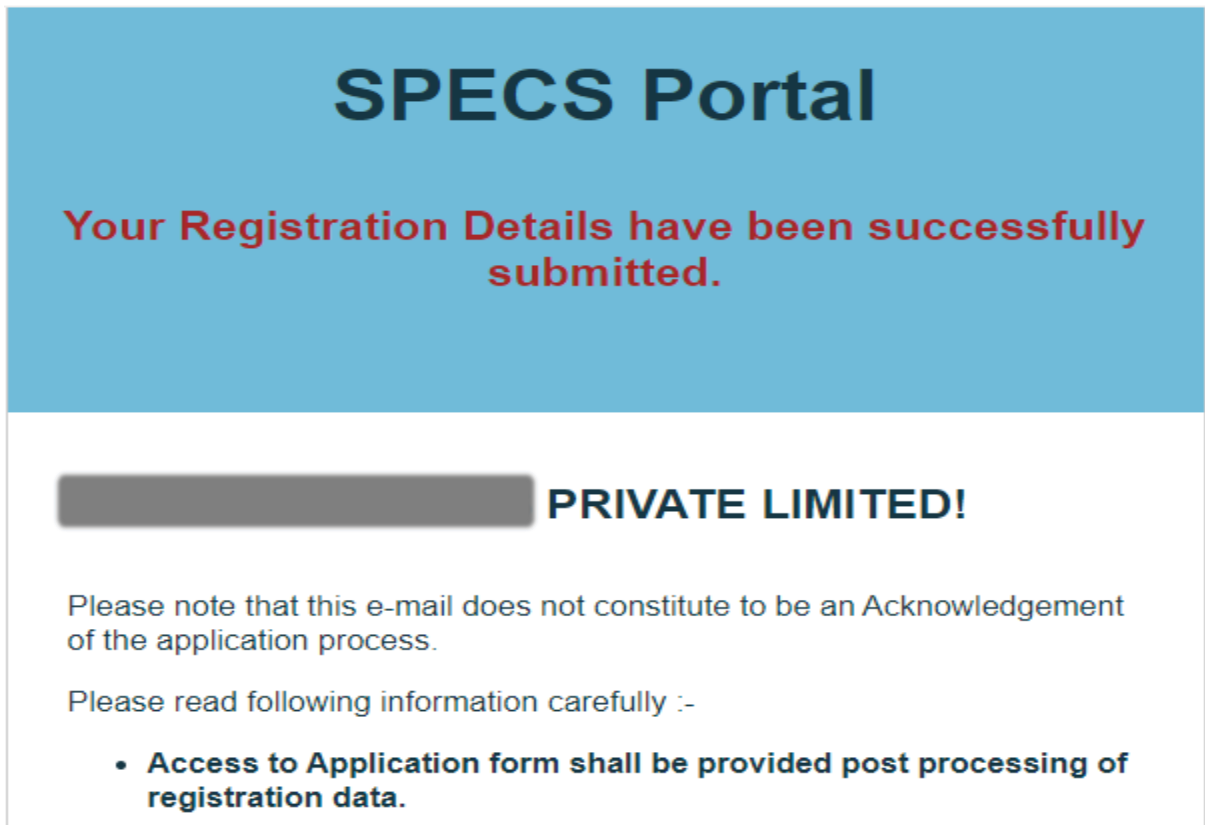 SPECS Portal
Your Registration Details have been successfully
submitted.
PRIVATE LIMITED!
Please note that this e-mail does not constitute to be an Acknowledgement
of the application process.
Please read following information carefully :-
• Access to Application form shall be provided post processing of
registration data.